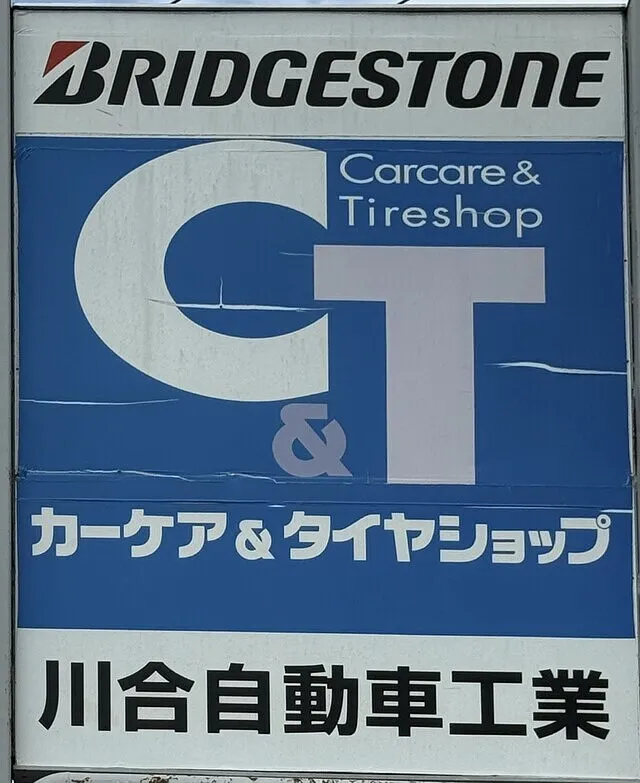 BRIDGESTONE
Carcare &
Tireshop
C&T
カーケア&タイヤショップ
川合自動車工業